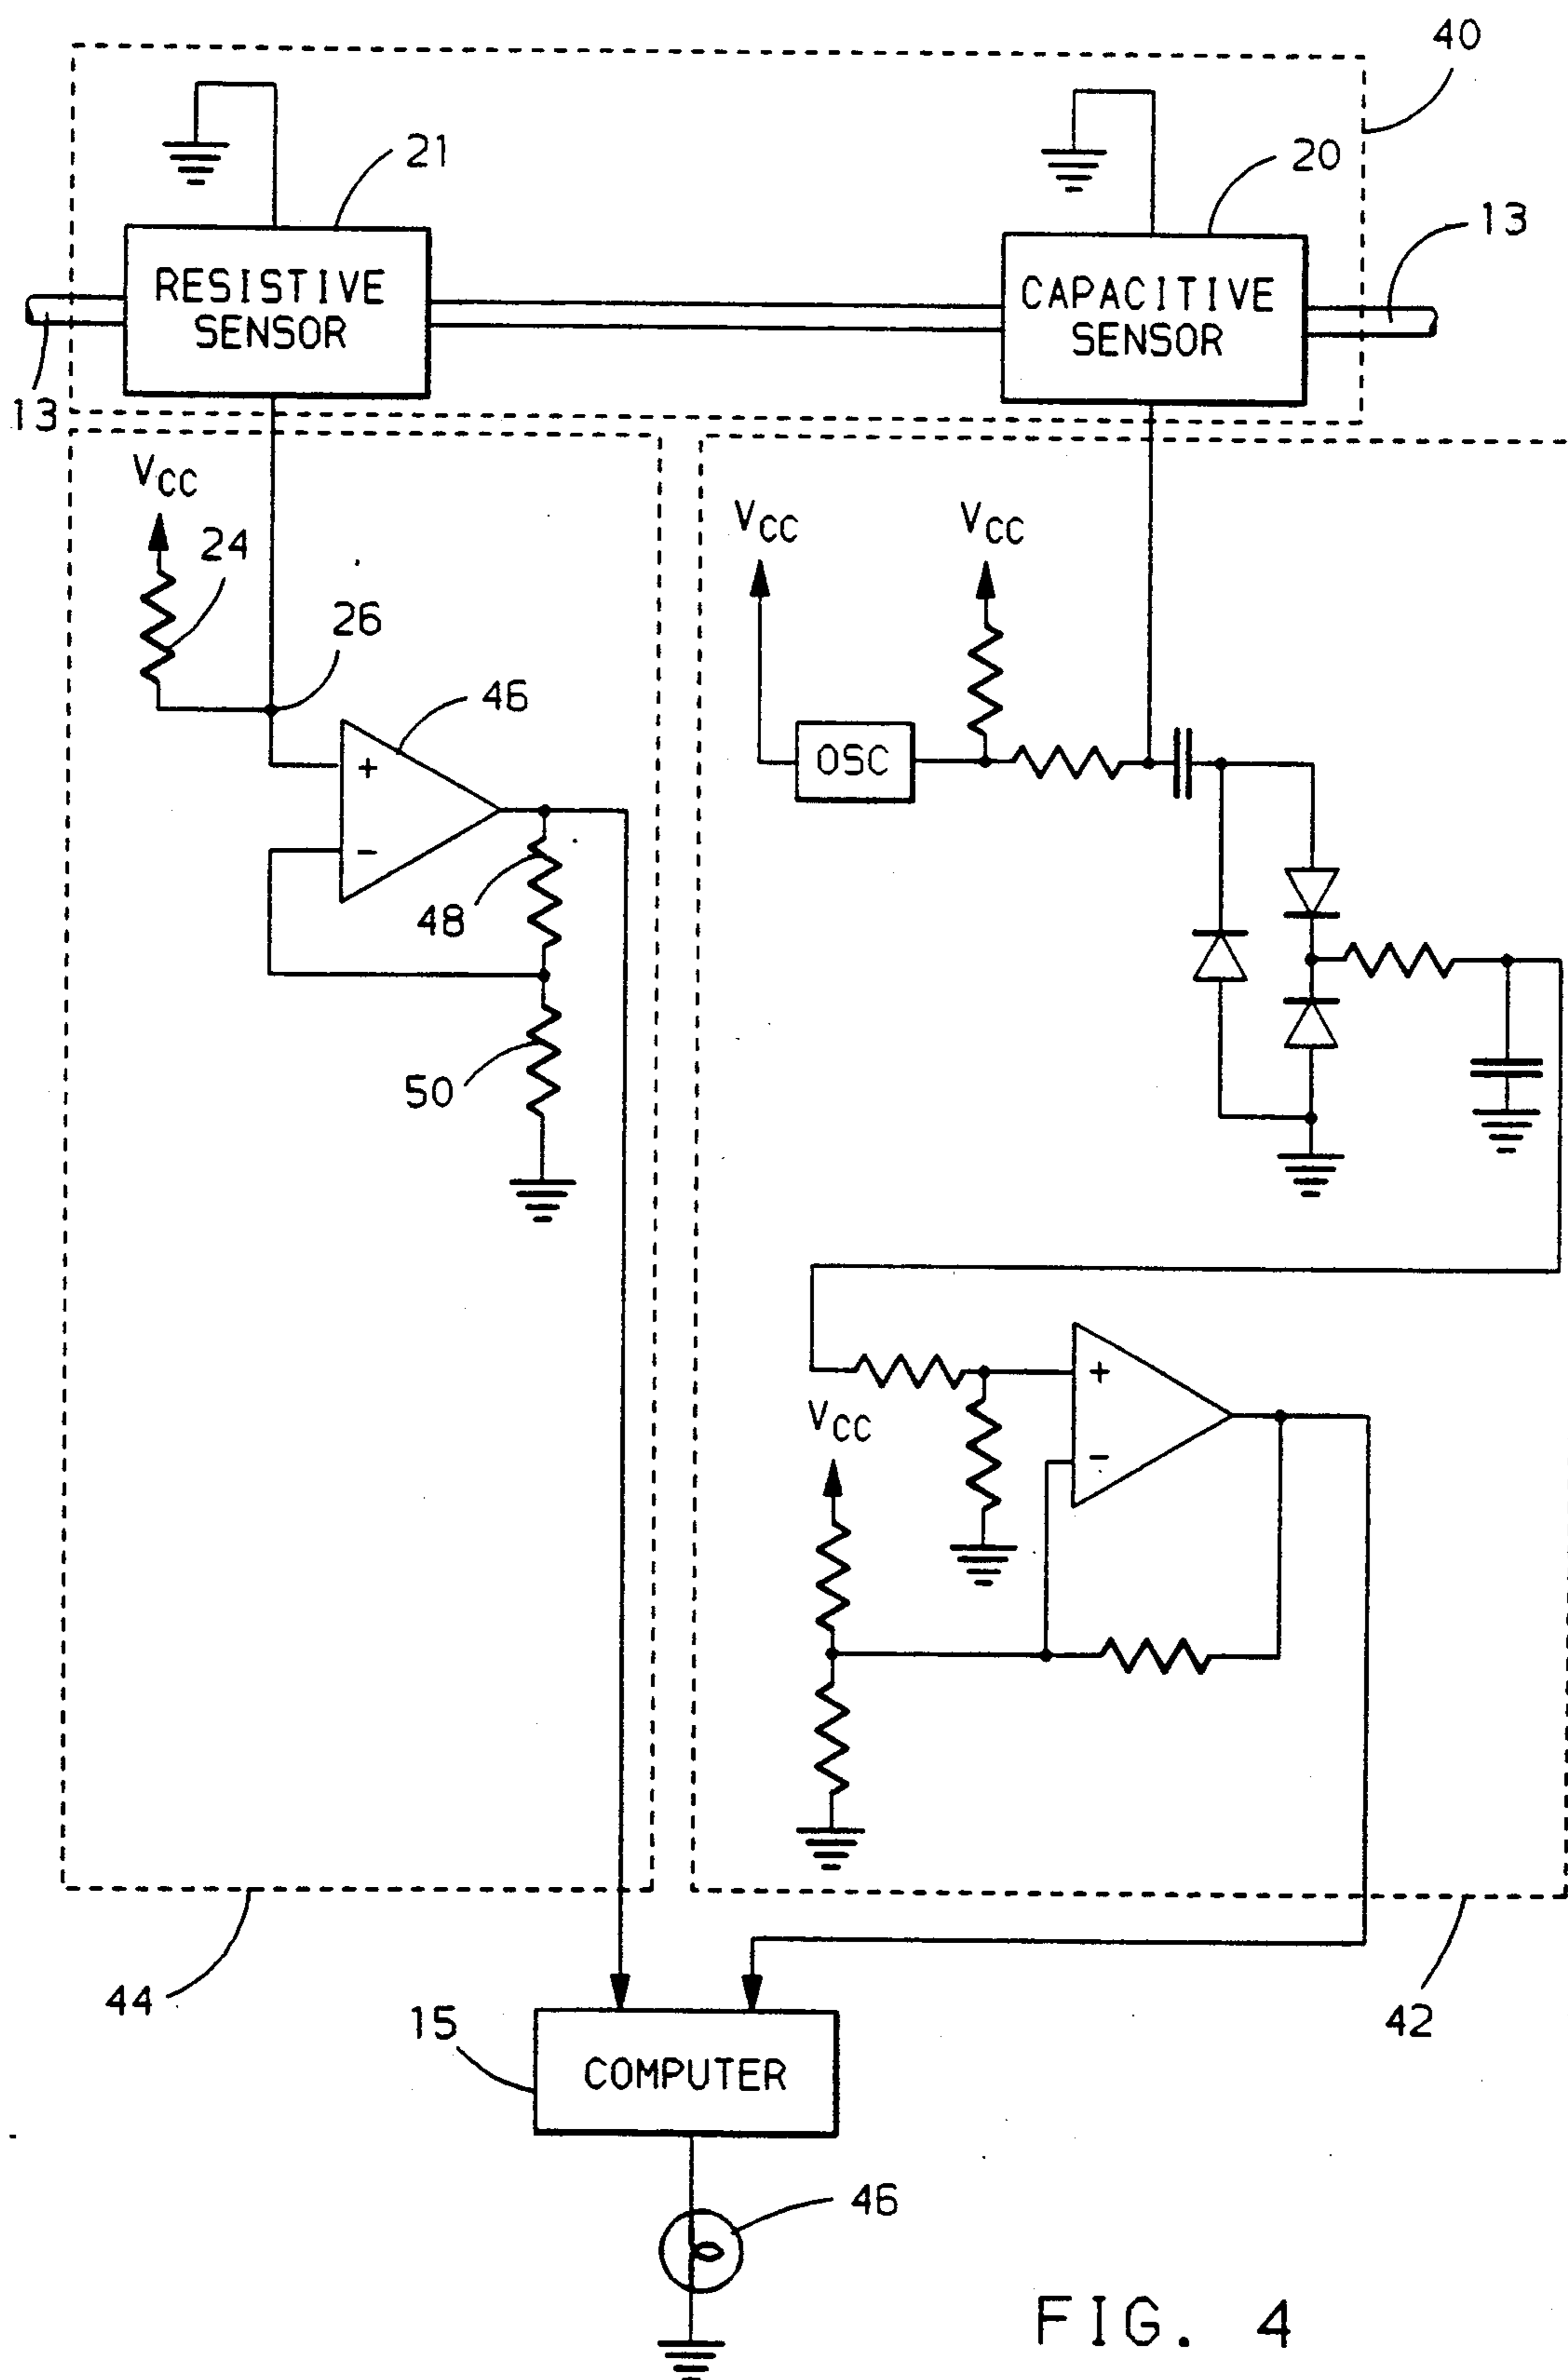 40
21
20
13
RESISTIVE
SENSOR
CAPACITIVE
SENSOR
13
VCC
24
26
46
+
-
48
50
VCC
VCC
OSC
+
-
VCC
44
42
15
COMPUTER
46
FIG. 4